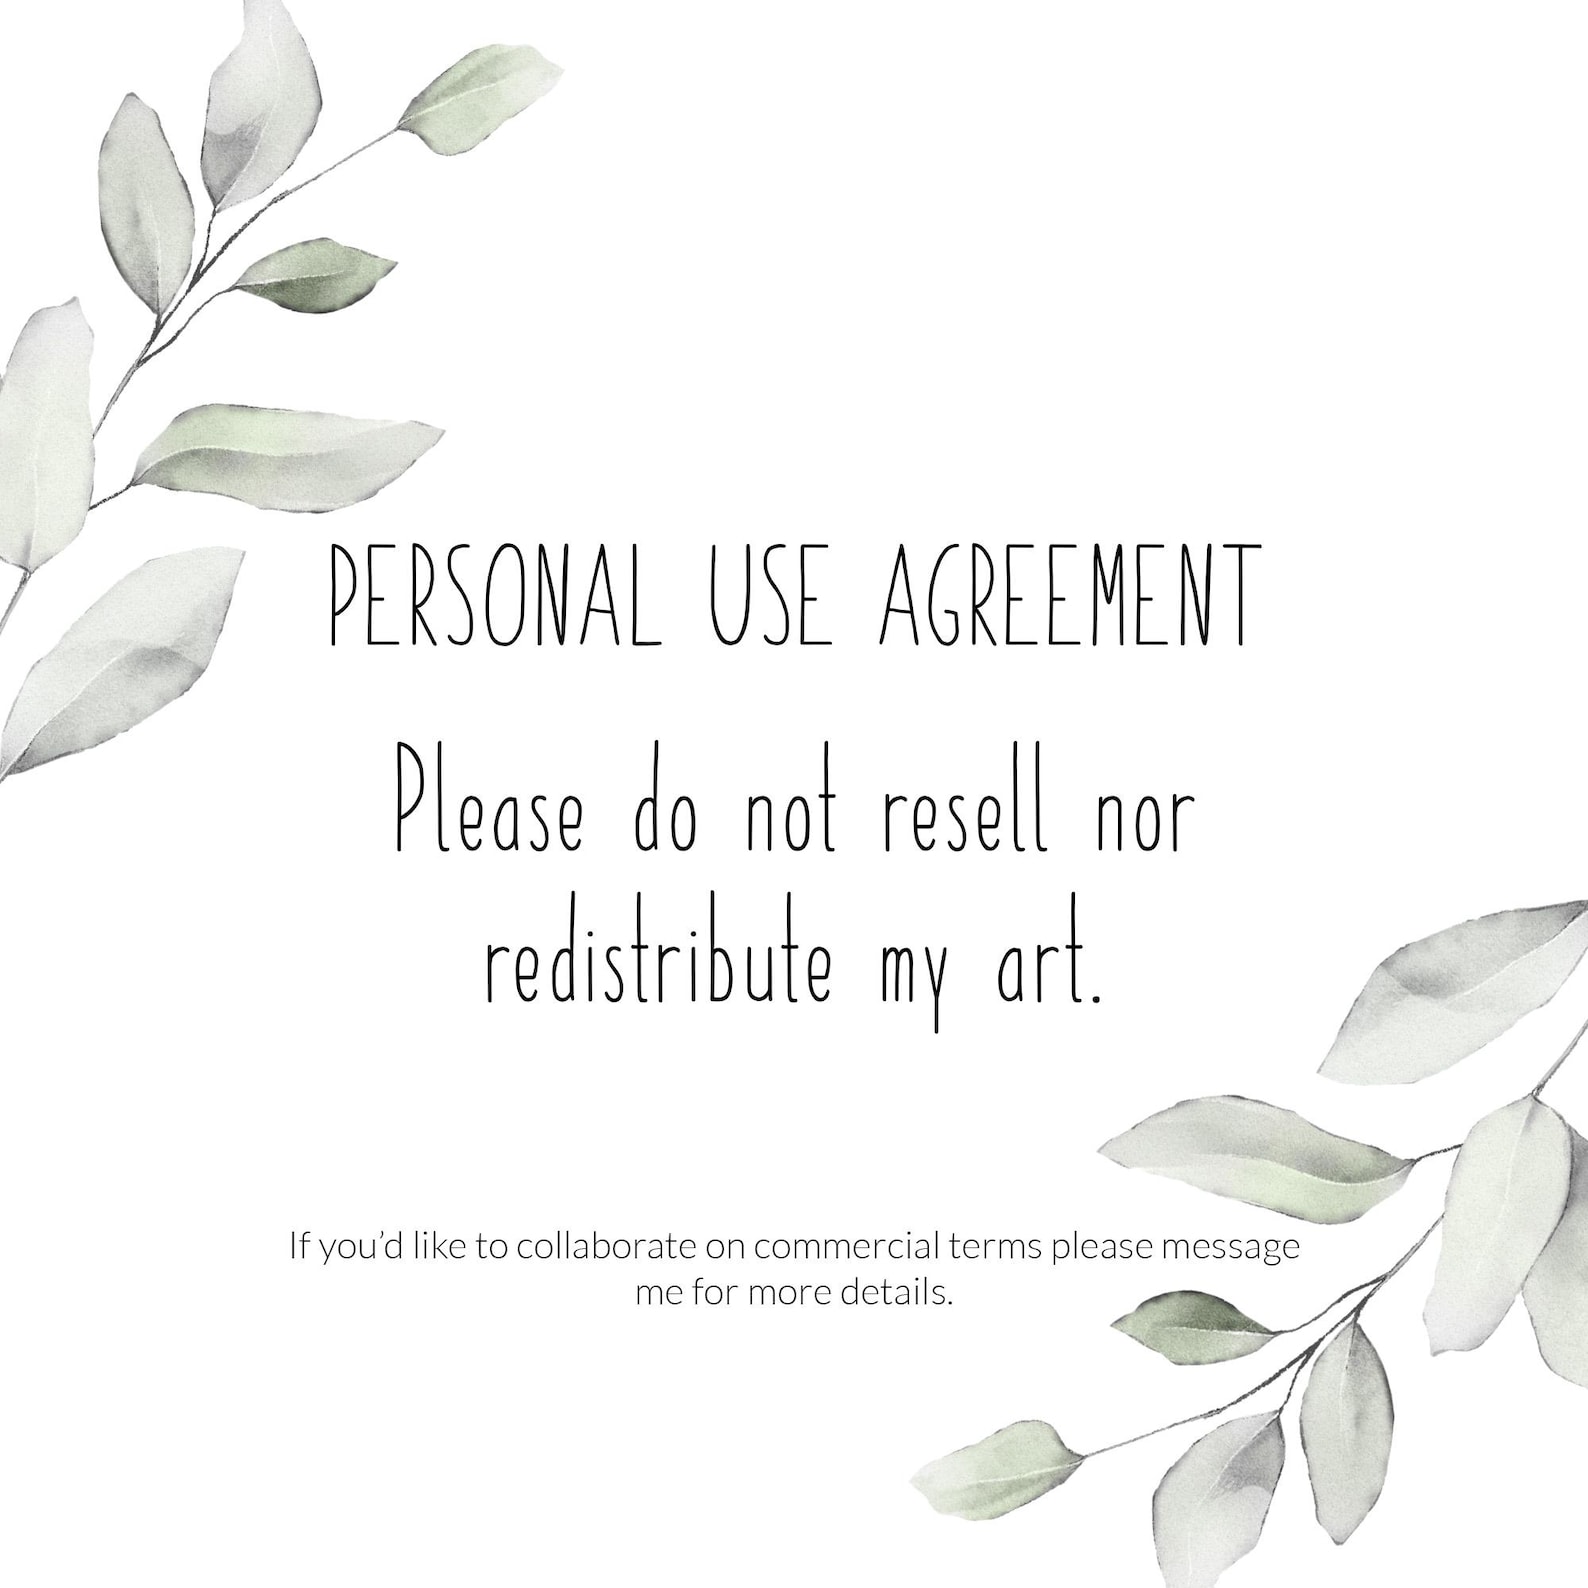 PERSONAL USE AGREEMENT
Please do not resell nor
redistribute my art.
If you’d like to collaborate on commercial terms please message
me for more details.